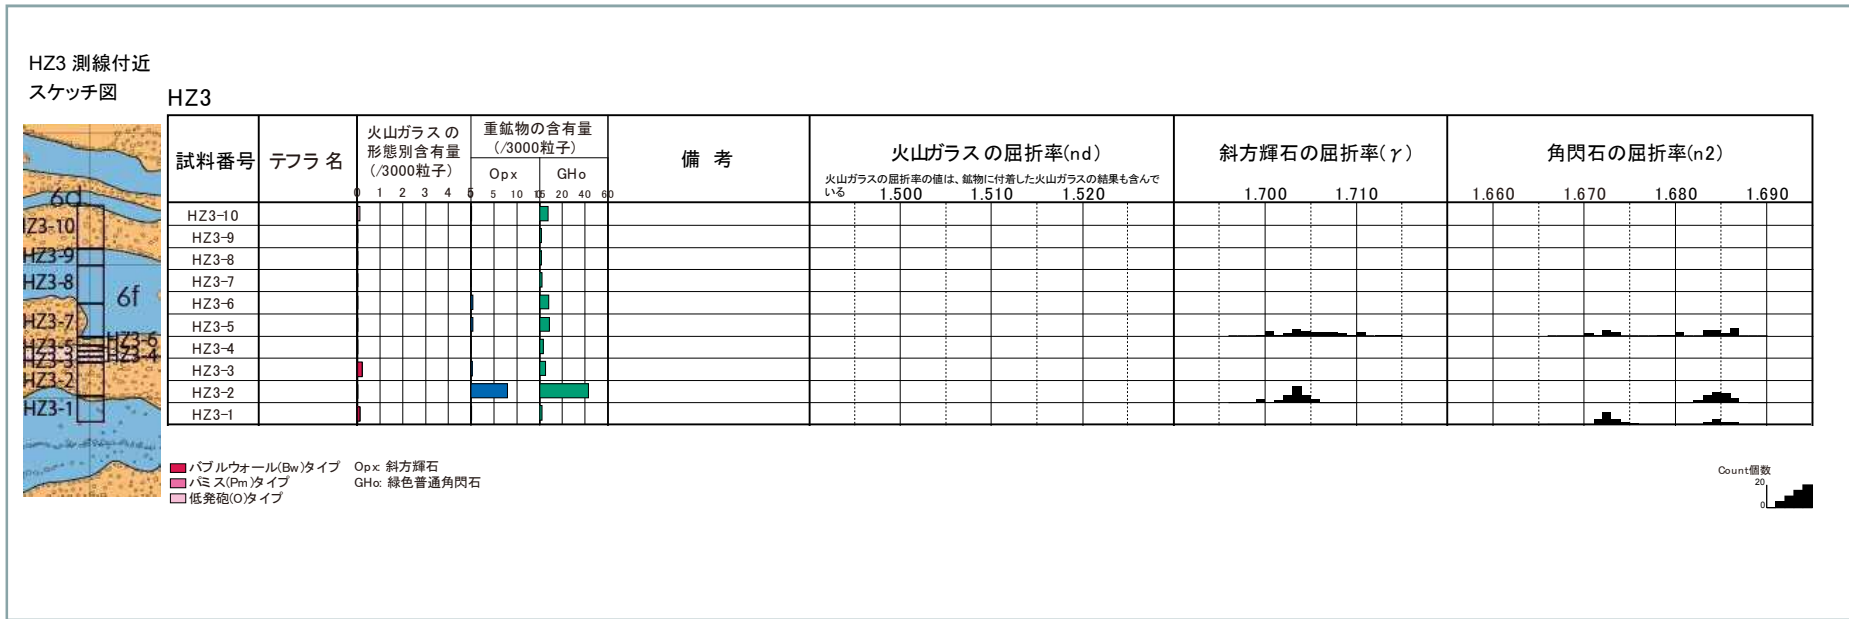 HZ3 測線付近
スケッチ図
HZ3
試料番号
テフラ名
火山ガラスの
形態別含有量
(/3000粒子)
0 1 2 3 4 5
重鉱物の含有量
(/3000粒子)
Opx
GHo
0 5 10 15
0 20 40 60
備 考
火山ガラスの屈折率(nd)
火山ガラスの屈折率の値は、鉱物に付着した火山ガラスの結果も含んで
いる
1.500 1.510 1.520
斜方輝石の屈折率(γ)
1.700 1.710
角閃石の屈折率(n2)
1.660 1.670 1.680 1.690
HZ3-10
HZ3-9
HZ3-8
HZ3-7
HZ3-6
HZ3-5
HZ3-4
HZ3-3
HZ3-2
HZ3-1
6d
HZ3-10
HZ3-9
HZ3-8
6f
HZ3-7
HZ3-6
HZ3-5
HZ3-4
HZ3-3
HZ3-2
HZ3-1
バブルウォール(Bw)タイプ
パミス(Pm)タイプ
低発砲(O)タイプ
Opx: 斜方輝石
GHo: 緑色普通角閃石
Count個数
20
0